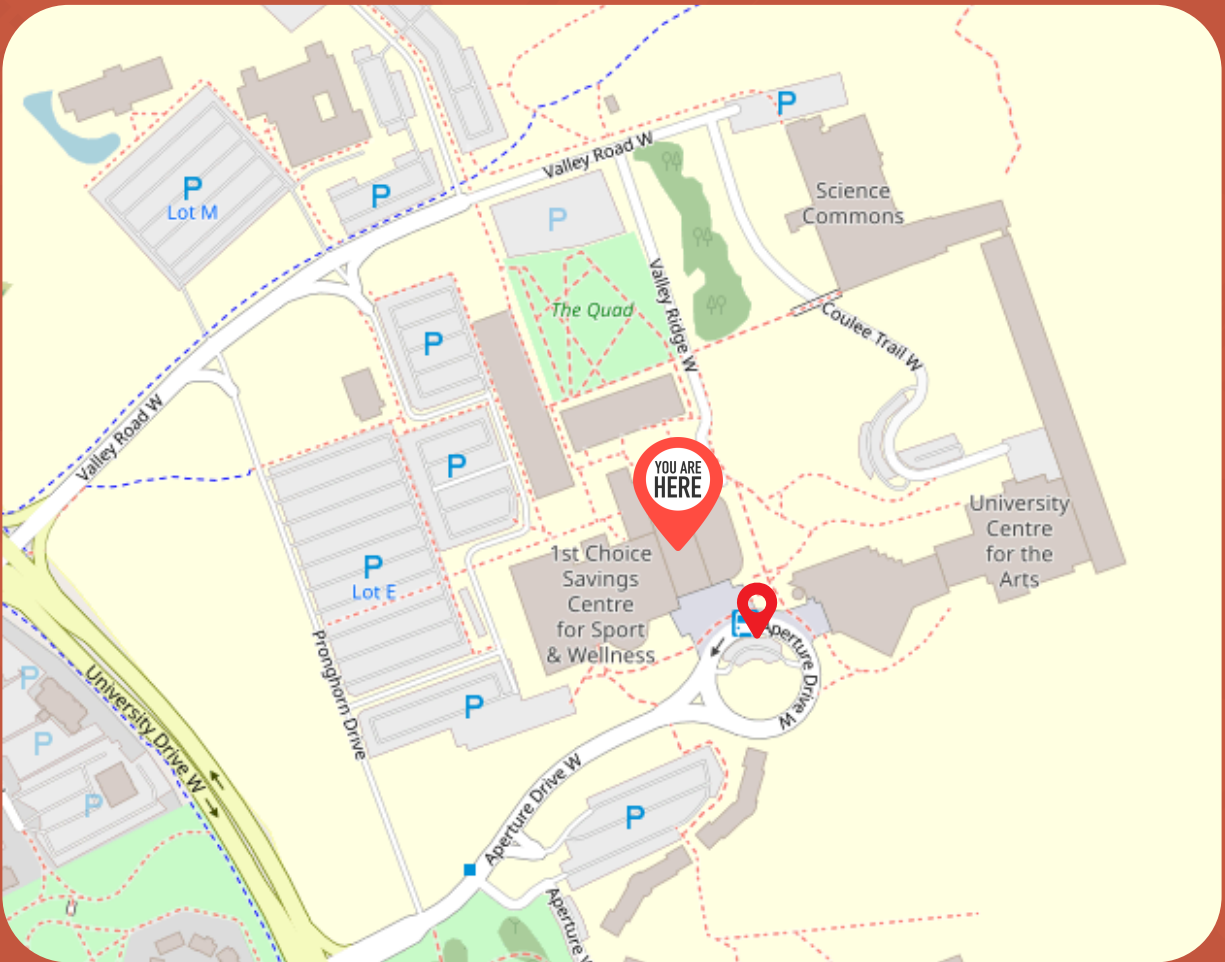 P
Valley Road W
P
Science
Commons
P
Lot M
P
P
Valley Ridge W
The Quad
Coulee Trail W
P
Valley Road W
P
YOU ARE
HERE
University
Centre
for the
Arts
1st Choice
Savings
Centre
for Sport
& Wellness
P
Lot E
Aperture Drive W
Pronghorn Drive
P
University Drive W
P
P
P
Aperture Drive W
P
Aperture